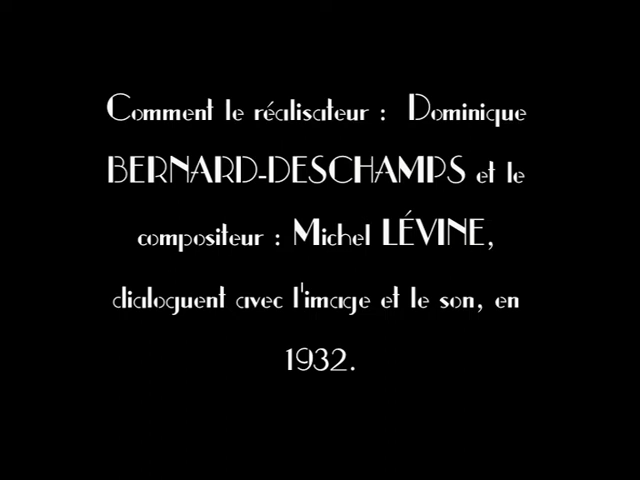 Comment le réalisateur : Dominique
BERNARD-DESCHAMPS et le
compositeur : Michel LÉVINE,
dialoguent avec l'image et le son, en
1932.